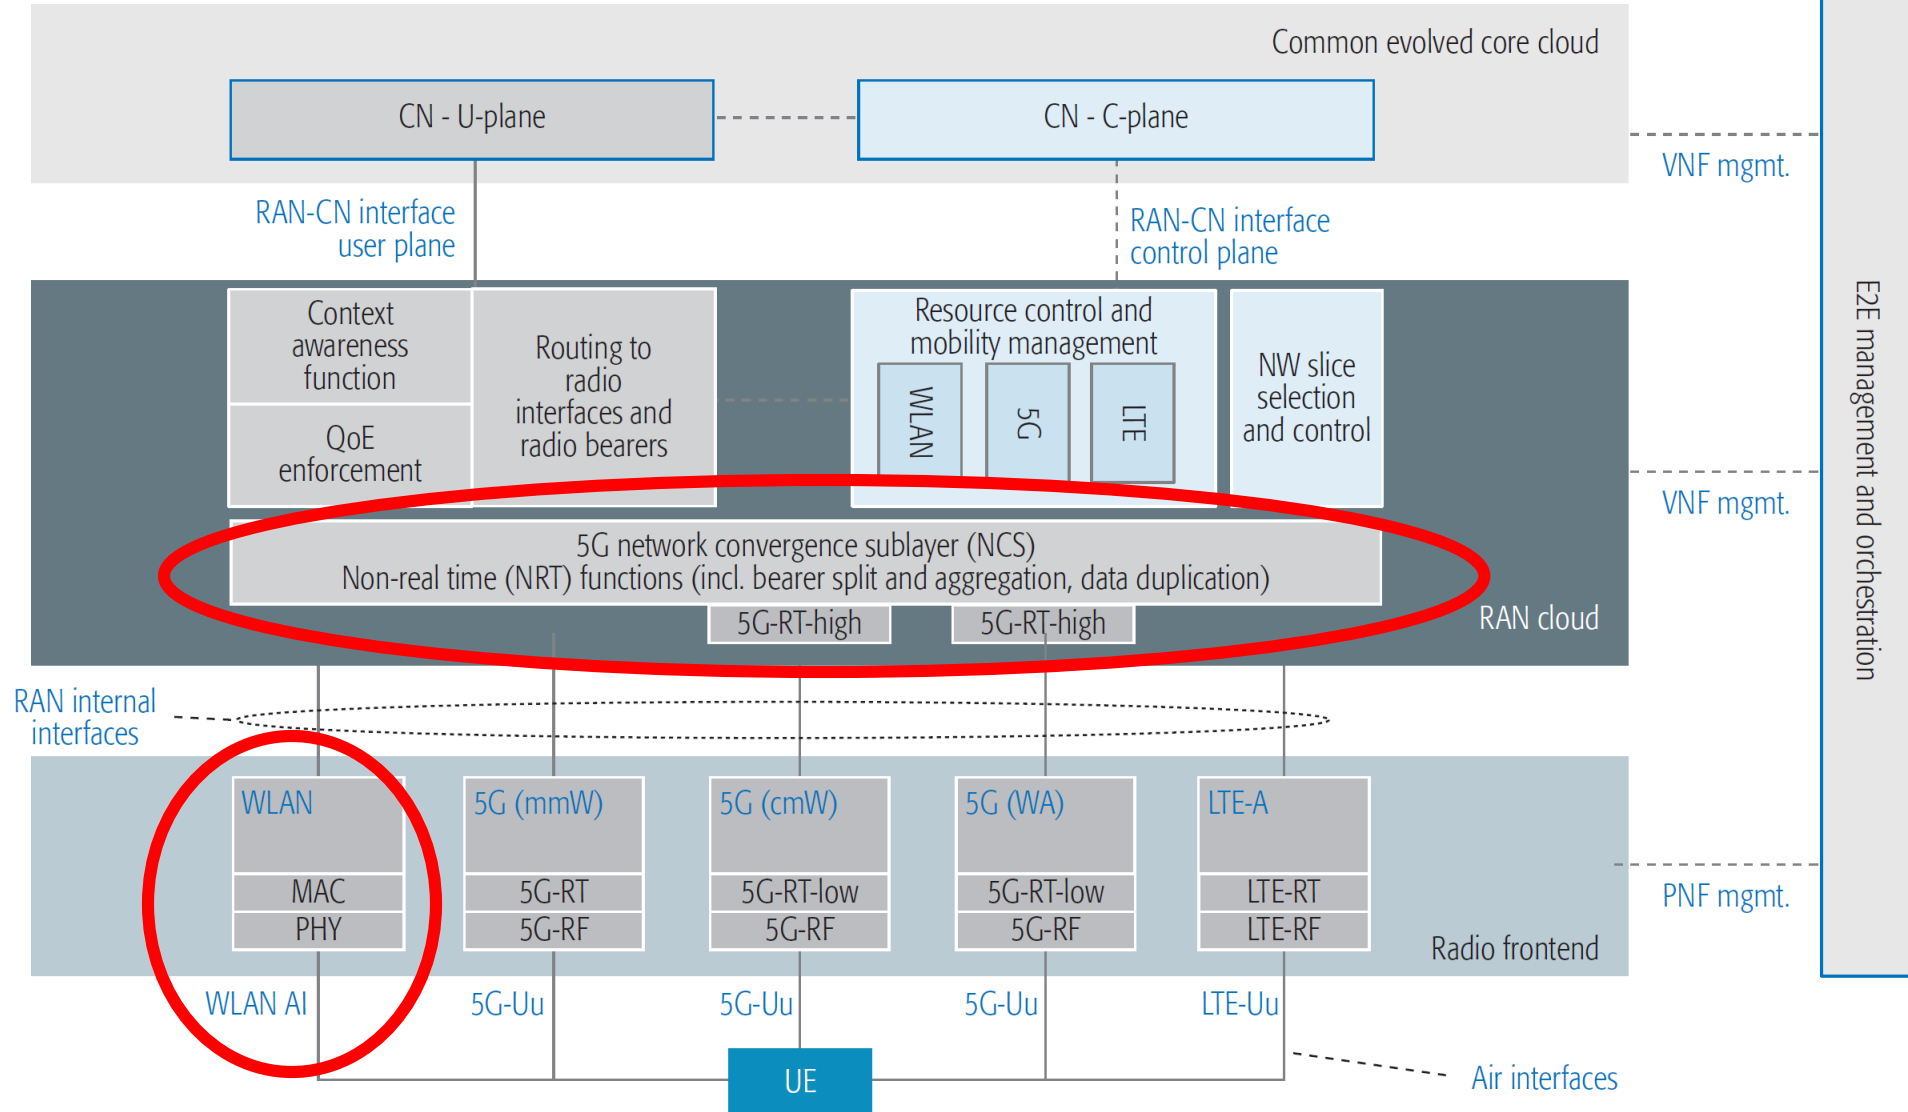 Common evolved core cloud
CN - U-plane
CN - C-plane
VNF mgmt.
RAN-CN interface
user plane
RAN-CN interface
control plane
Context
awareness
function
QoE
enforcement
Routing to
radio
interfaces and
radio bearers
Resource control and
mobility management
WLAN
5G
LTE
NW slice
selection
and control
VNF mgmt.
5G network convergence sublayer (NCS)
Non-real time (NRT) functions (incl. bearer split and aggregation, data duplication)
5G-RT-high
5G-RT-high
RAN cloud
E2E management and orchestration
RAN internal
interfaces
WLAN
MAC
PHY
5G (mmW)
5G-RT
5G-RF
5G (cmW)
5G-RT-low
5G-RF
5G (WA)
5G-RT-low
5G-RF
LTE-A
LTE-RT
LTE-RF
PNF mgmt.
Radio frontend
WLAN AI
5G-Uu
5G-Uu
5G-Uu
LTE-Uu
UE
Air interfaces